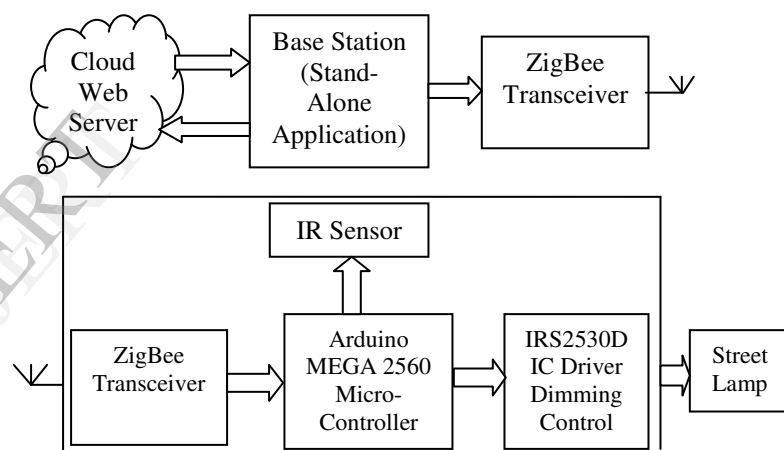 Cloud
Web
Server
Base Station
(Stand-
Alone
Application)
ZigBee
Transceiver
IR Sensor
ZigBee
Transceiver
Arduino
MEGA 2560
Micro-
Controller
IRS2530D
IC Driver
Dimming
Control
Street
Lamp